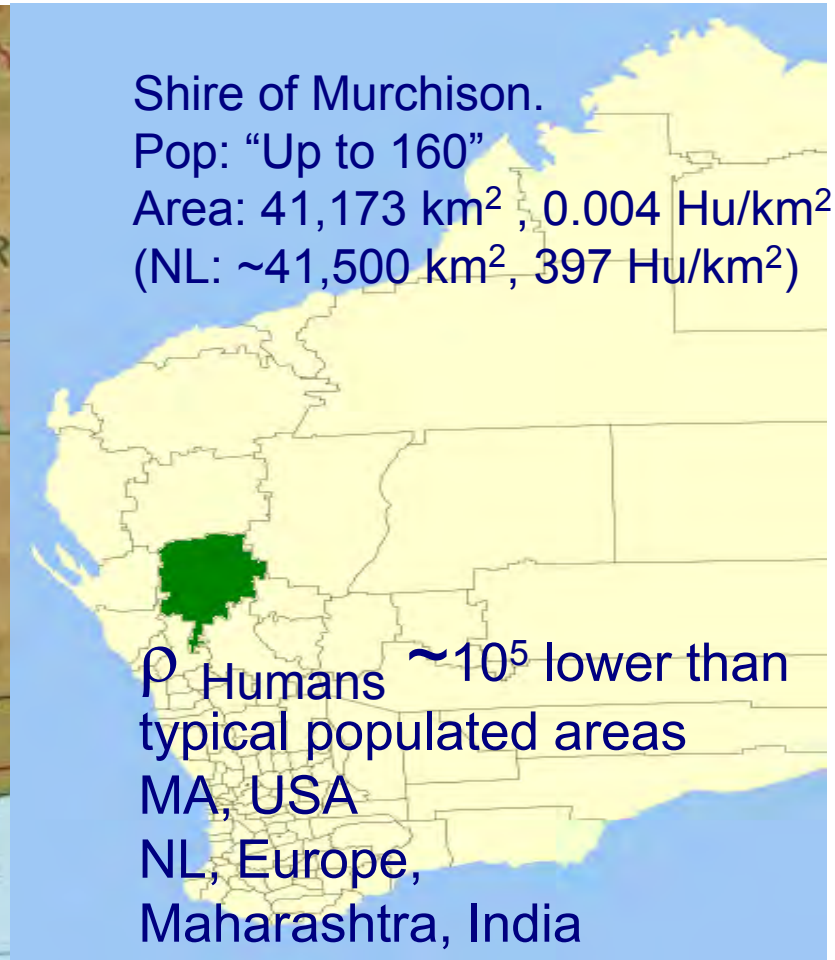 Shire of Murchison.
Pop: “Up to 160”
Area: 41,173 km² , 0.004 Hu/km²
(NL: ~41,500 km², 397 Hu/km²)
ρ Humans ~10⁵ lower than
typical populated areas
MA, USA
NL, Europe,
Maharashtra, India